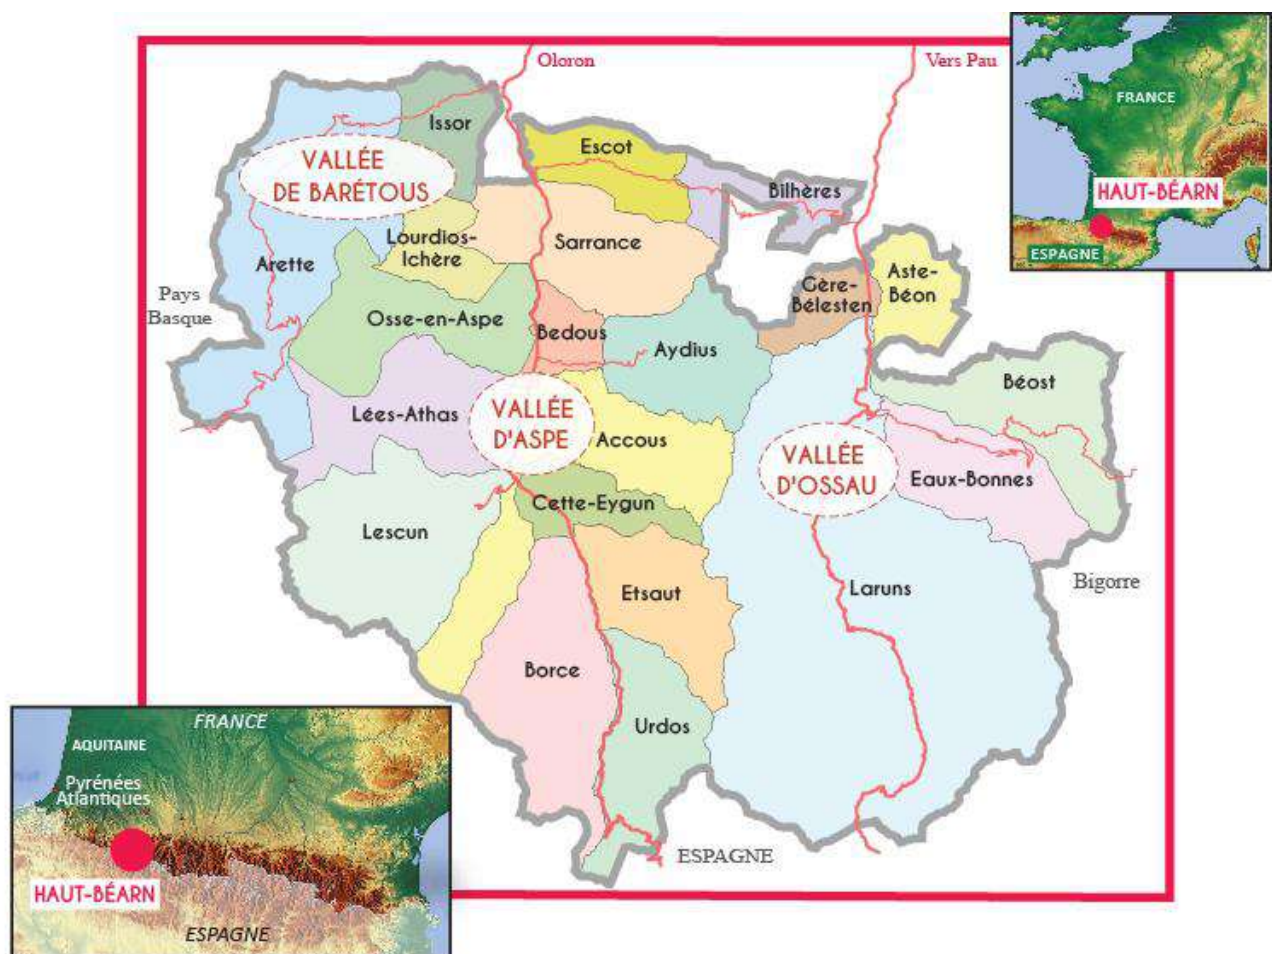 Oloron
Vers Pau
FRANCE
HAUT-BÉARN
ESPAGNE
Issor
Escot
VALLÉE
DE BARÉTOUS
Bilhères
Lourdios-
Ichère
Sarrance
Arette
Gère-
Bélesten
Aste-
Béon
Pays
Basque
Osse-en-Aspe
Bedous
Aydius
Béost
Lées-Athas
VALLÉE
D'ASPE
Accous
VALLÉE
D'OSSAU
Eaux-Bonnes
Cette-Eygun
Lescun
Etsaut
Laruns
Bigorre
Borce
Urdos
ESPAGNE
FRANCE
AQUITAINE
Pyrénées
Atlantiques
HAUT-BÉARN
ESPAGNE